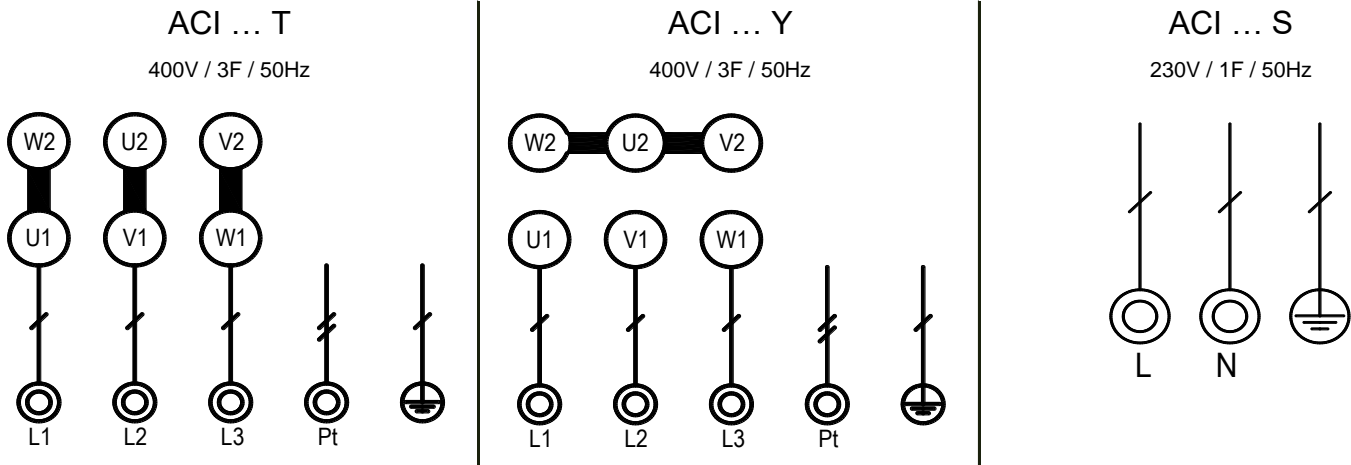 ACI … T
400V / 3F / 50Hz
W2 U2 V2
U1 V1 W1
L1 L2 L3 Pt
ACI … Y
400V / 3F / 50Hz
W2 U2 V2
U1 V1 W1
L1 L2 L3 Pt
ACI … S
230V / 1F / 50Hz
L N